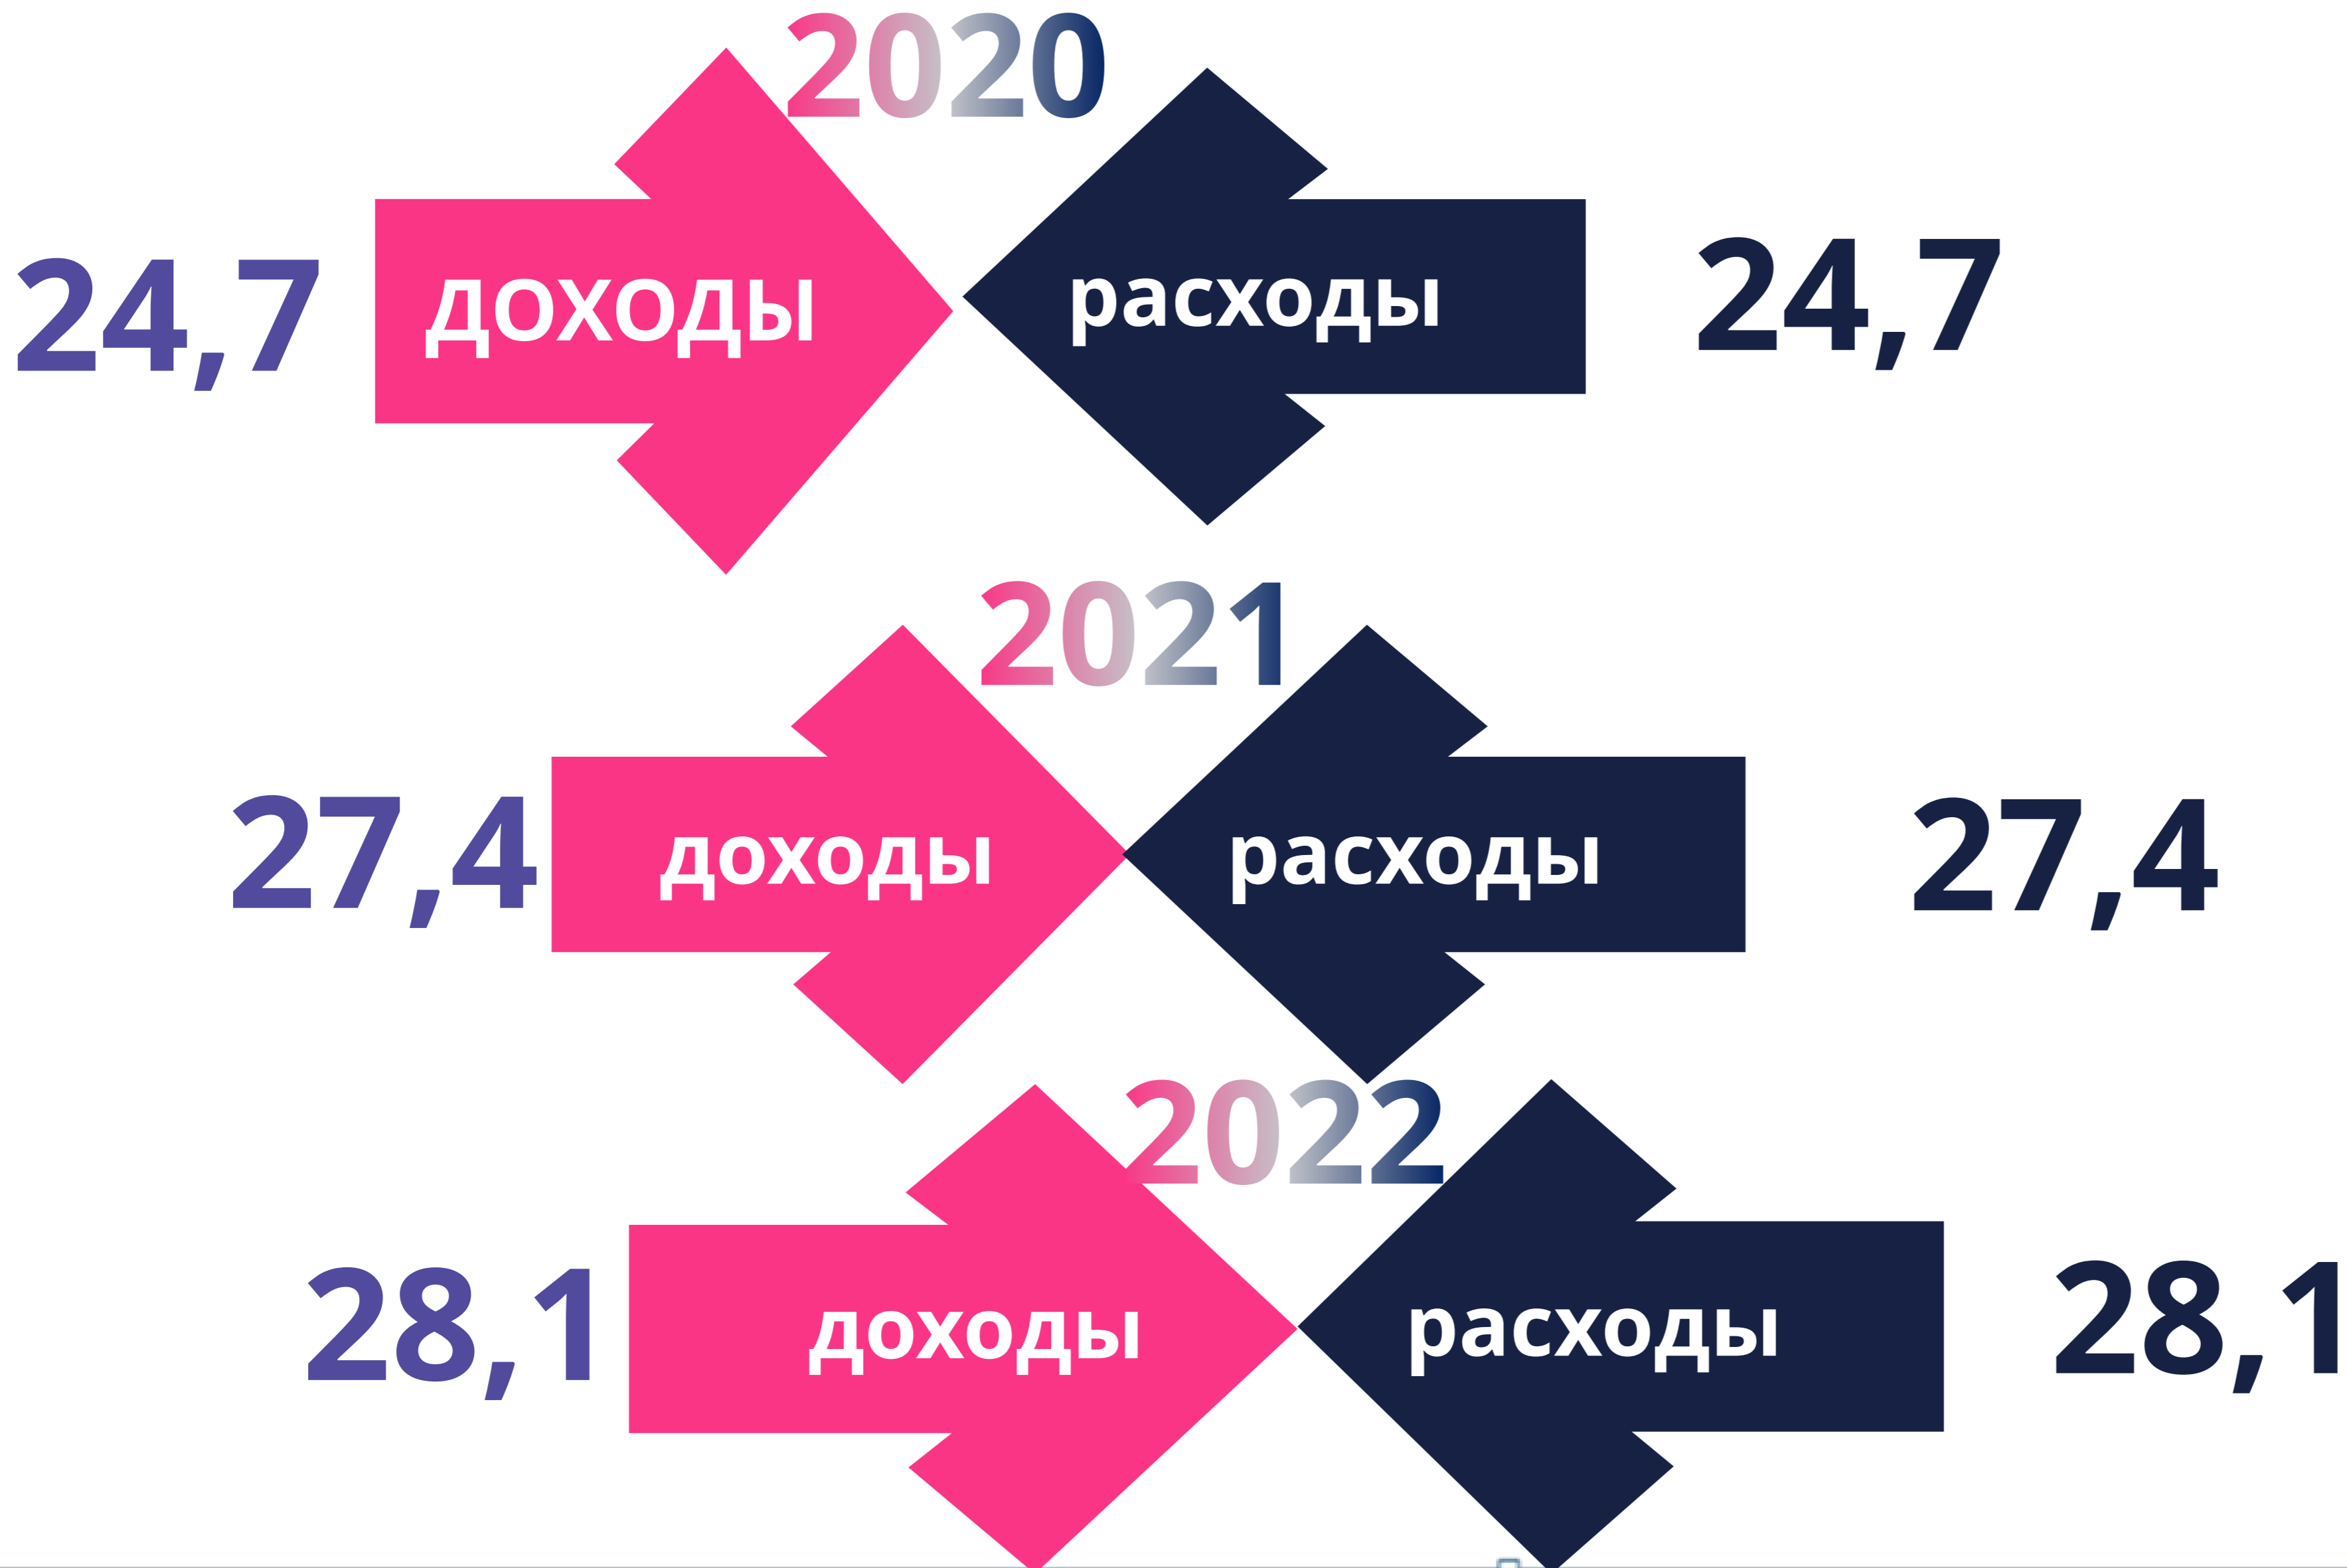 2020
24,7 доходы расходы 24,7
2021
27,4 доходы расходы 27,4
2022
28,1 доходы расходы 28,1